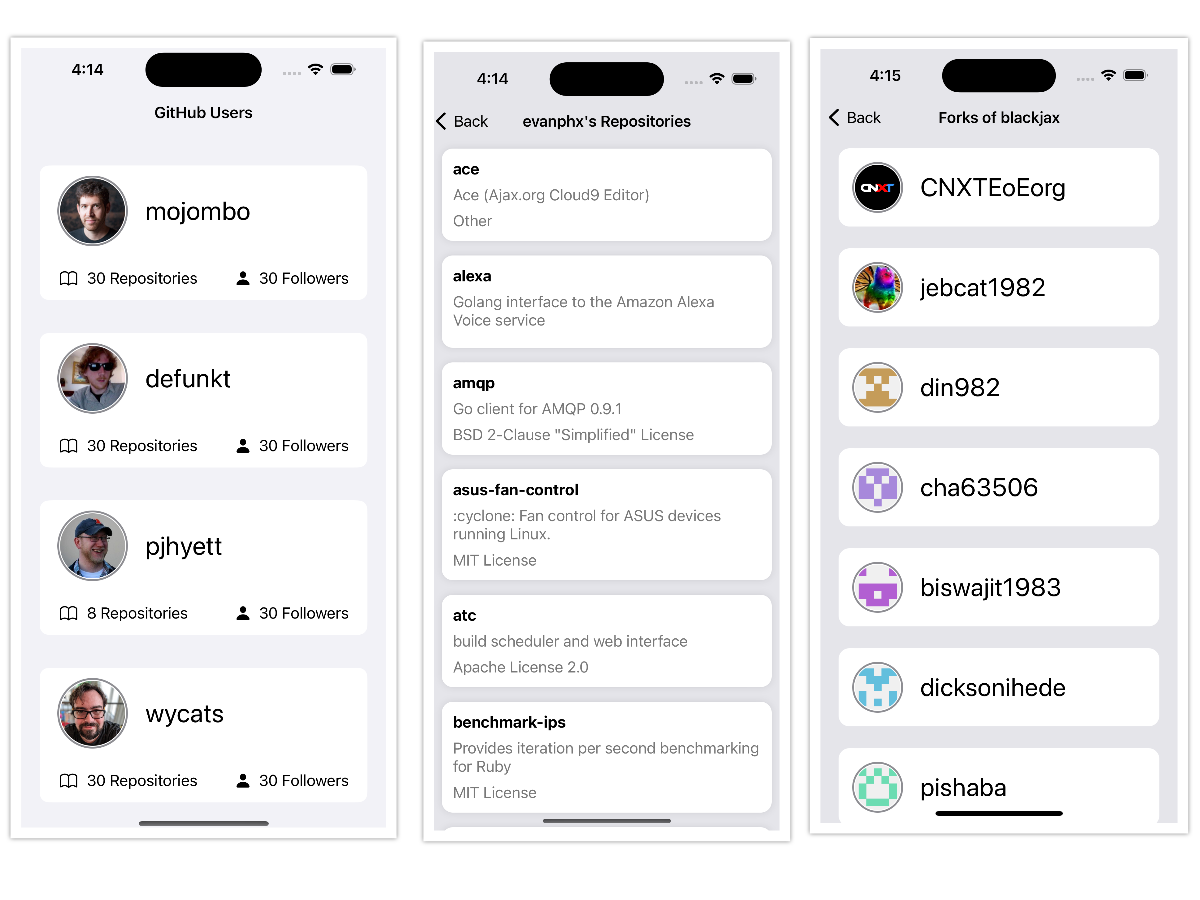 4:14
GitHub Users
mojombo
30 Repositories 30 Followers
defunkt
30 Repositories 30 Followers
pjhyett
8 Repositories 30 Followers
wycats
30 Repositories 30 Followers
4:14
Back evanphx's Repositories
ace
Ace (Ajax.org Cloud9 Editor)
Other
alexa
Golang interface to the Amazon Alexa
Voice service
amqp
Go client for AMQP 0.9.1
BSD 2-Clause "Simplified" License
asus-fan-control
:cyclone: Fan control for ASUS devices
running Linux.
MIT License
atc
build scheduler and web interface
Apache License 2.0
benchmark-ips
Provides iteration per second benchmarking
for Ruby
MIT License
4:15
Back Forks of blackjax
CNXT
CNXTEoEorg
jebcat1982
din982
cha63506
biswajit1983
dicksonihede
pishaba